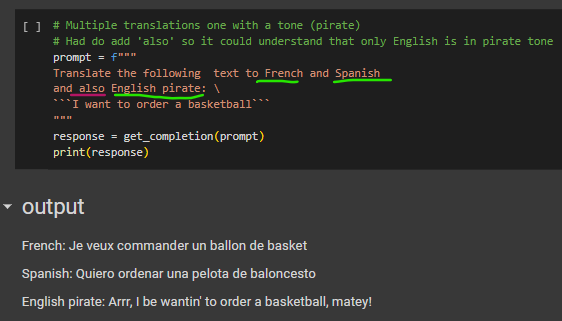 [ ] # Multiple translations one with a tone (pirate)
# Had do add 'also' so it could understand that only English is in pirate tone
prompt = f"""
Translate the following  text to French and Spanish
and also English pirate: \
```I want to order a basketball```
"""
response = get_completion(prompt)
print(response)
output
French: Je veux commander un ballon de basket
Spanish: Quiero ordenar una pelota de baloncesto
English pirate: Arrr, I be wantin' to order a basketball, matey!